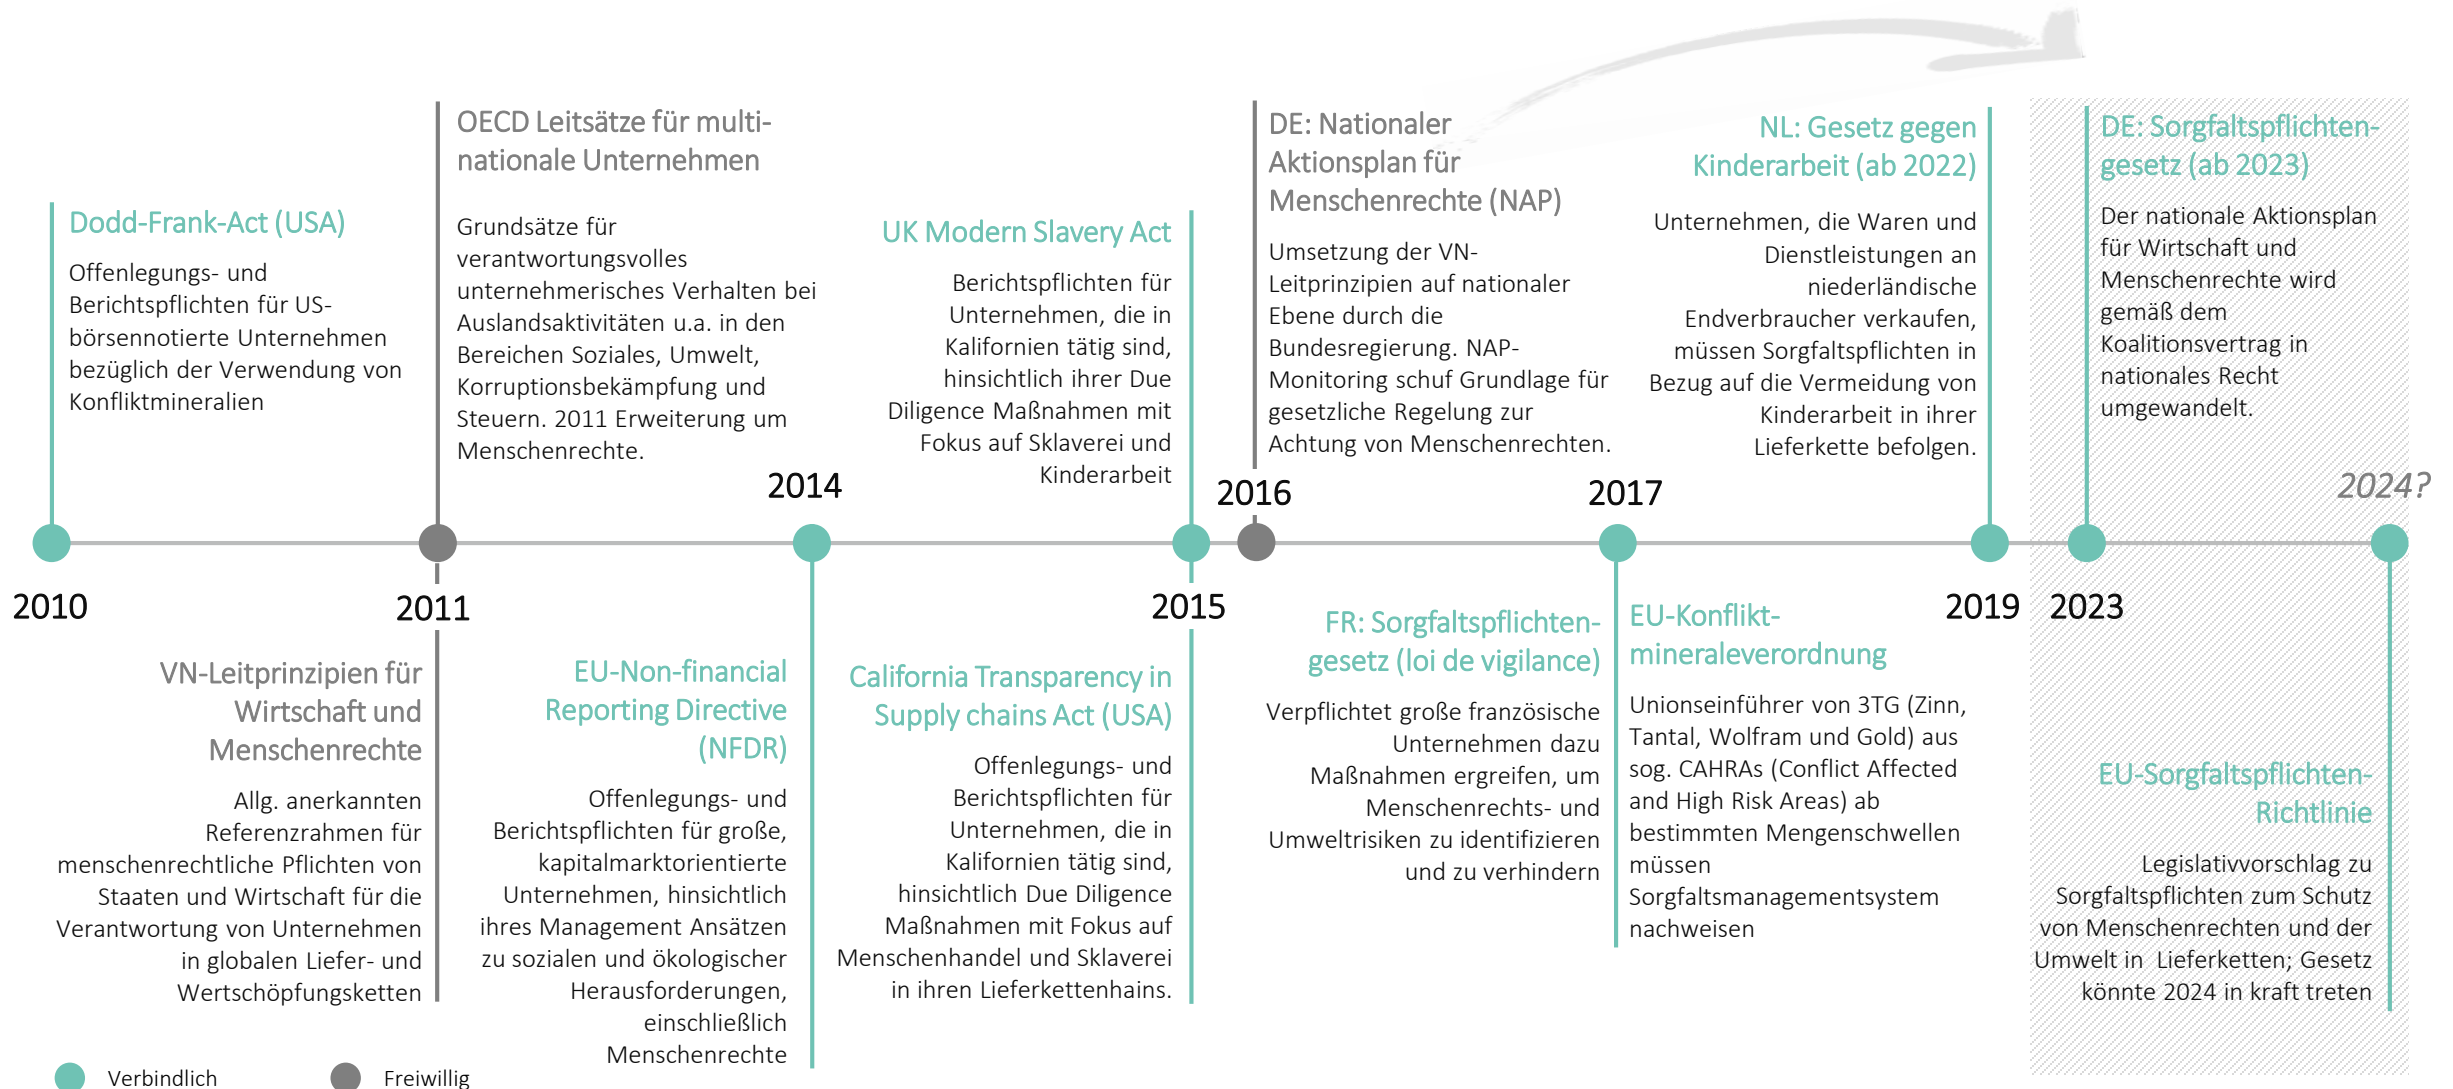 Dodd-Frank-Act (USA)
Offenlegungs- und
Berichtspflichten für US-
börsennotierte Unternehmen
bezüglich der Verwendung von
Konfliktmineralien
2010
OECD Leitsätze für multi-
nationale Unternehmen
Grundsätze für
verantwortungsvolles
unternehmerisches Verhalten bei
Auslandsaktivitäten u.a. in den
Bereichen Soziales, Umwelt,
Korruptionsbekämpfung und
Steuern. 2011 Erweiterung um
Menschenrechte.
2011
VN-Leitprinzipien für
Wirtschaft und
Menschenrechte
Allg. anerkannten
Referenzrahmen für
menschenrechtliche Pflichten von
Staaten und Wirtschaft für die
Verantwortung von Unternehmen
in globalen Liefer- und
Wertschöpfungsketten
2014
EU-Non-financial
Reporting Directive
(NFDR)
Offenlegungs- und
Berichtspflichten für große,
kapitalmarktorientierte
Unternehmen, hinsichtlich
ihres Management Ansätzen
zu sozialen und ökologischer
Herausforderungen,
einschließlich
Menschenrechte
UK Modern Slavery Act
Berichtspflichten für
Unternehmen, die in
Kalifornien tätig sind,
hinsichtlich ihrer Due
Diligence Maßnahmen mit
Fokus auf Sklaverei und
Kinderarbeit
2015
California Transparency in
Supply chains Act (USA)
Offenlegungs- und
Berichtspflichten für
Unternehmen, die in
Kalifornien tätig sind,
hinsichtlich Due Diligence
Maßnahmen mit Fokus auf
Menschenhandel und Sklaverei
in ihren Lieferkettenhains.
DE: Nationaler
Aktionsplan für
Menschenrechte (NAP)
Umsetzung der VN-
Leitprinzipien auf nationaler
Ebene durch die
Bundesregierung. NAP-
Monitoring schuf Grundlage für
gesetzliche Regelung zur
Achtung von Menschenrechten.
2016
2017
FR: Sorgfaltspflichten-
gesetz (loi de vigilance)
Verpflichtet große französische
Unternehmen dazu
Maßnahmen ergreifen, um
Menschenrechts- und
Umweltrisiken zu identifizieren
und zu verhindern
EU-Konflikt-
mineraleverordnung
Unionseinführer von 3TG (Zinn,
Tantal, Wolfram und Gold) aus
sog. CAHRAs (Conflict Affected
and High Risk Areas) ab
bestimmten Mengenschwellen
müssen
Sorgfaltsmanagementsystem
nachweisen
NL: Gesetz gegen
Kinderarbeit (ab 2022)
Unternehmen, die Waren und
Dienstleistungen an
niederländische
Endverbraucher verkaufen,
müssen Sorgfaltspflichten in
Bezug auf die Vermeidung von
Kinderarbeit in ihrer
Lieferkette befolgen.
2019
DE: Sorgfaltspflichten-
gesetz (ab 2023)
Der nationale Aktionsplan
für Wirtschaft und
Menschenrechte wird
gemäß dem
Koalitionsvertrag in
nationales Recht
umgewandelt.
2023
2024?
EU-Sorgfaltspflichten-
Richtlinie
Legislativvorschlag zu
Sorgfaltspflichten zum Schutz
von Menschenrechten und der
Umwelt in Lieferketten; Gesetz
könnte 2024 in kraft treten
Verbindlich
Freiwillig